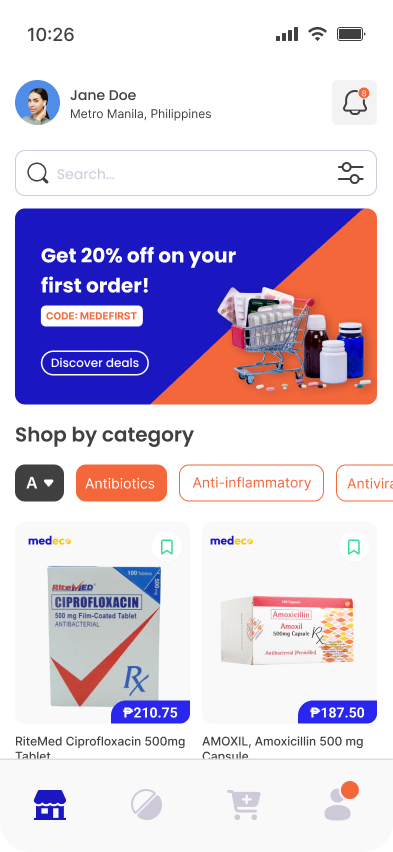 10:26
Jane Doe
Metro Manila, Philippines
8
Search...
Get 20% off on your
first order!
CODE: MEDEFIRST
Discover deals
Shop by category
A
Antibiotics
Anti-inflammatory
Antivira
medeco
100 Tablets
RiteMED
CIPROFLOXACIN
500 mg Film-Coated Tablet
ANTIBACTERIAL
Rx
₱210.75
medeco
100 Capsules
Amoxicillin
Amoxil
500mg Capsule
Rx
Antibacterial (Penicillin)
₱187.50
RiteMed Ciprofloxacin 500mg
Tablet
AMOXIL, Amoxicillin 500 mg
Capsule